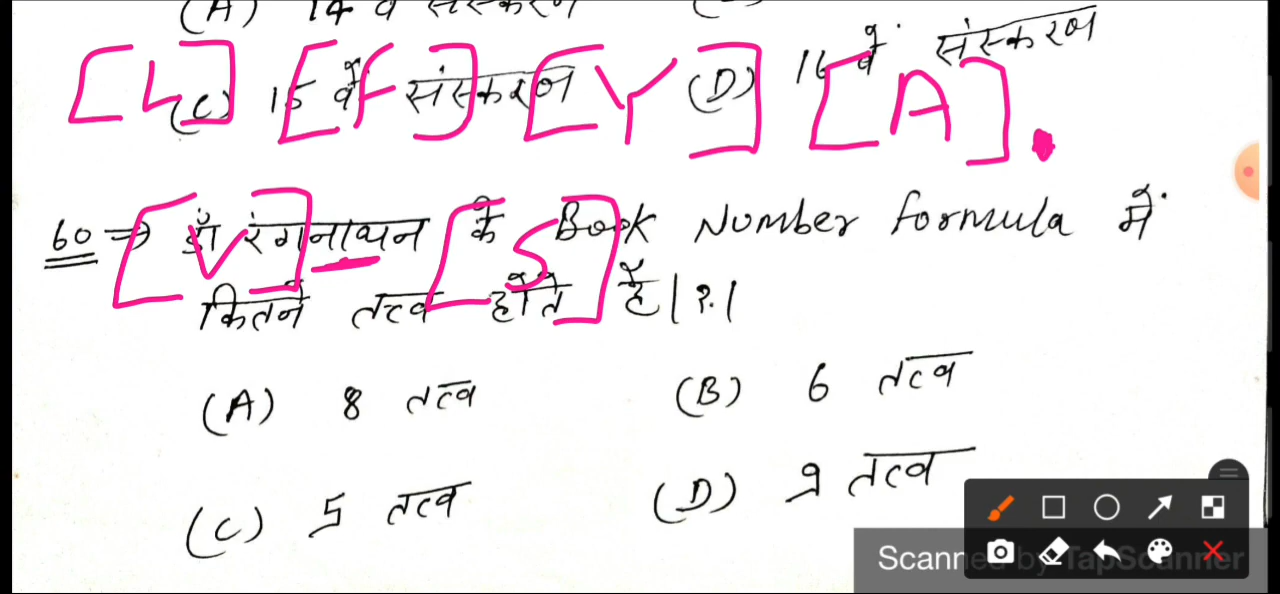 (A) 14 वें संस्करण
(C) 15 वें संस्करण (D) 16 वें संस्करण
[L] [F] [Y] [A].
60 → डॉ रंगनाथन के Book Number formula में
[V] [S]
कितने तत्व होते हैं |?|
(A) 8 तत्व (B) 6 तत्व
(C) 5 तत्व (D) 9 तत्व
Scanned by TapScanner